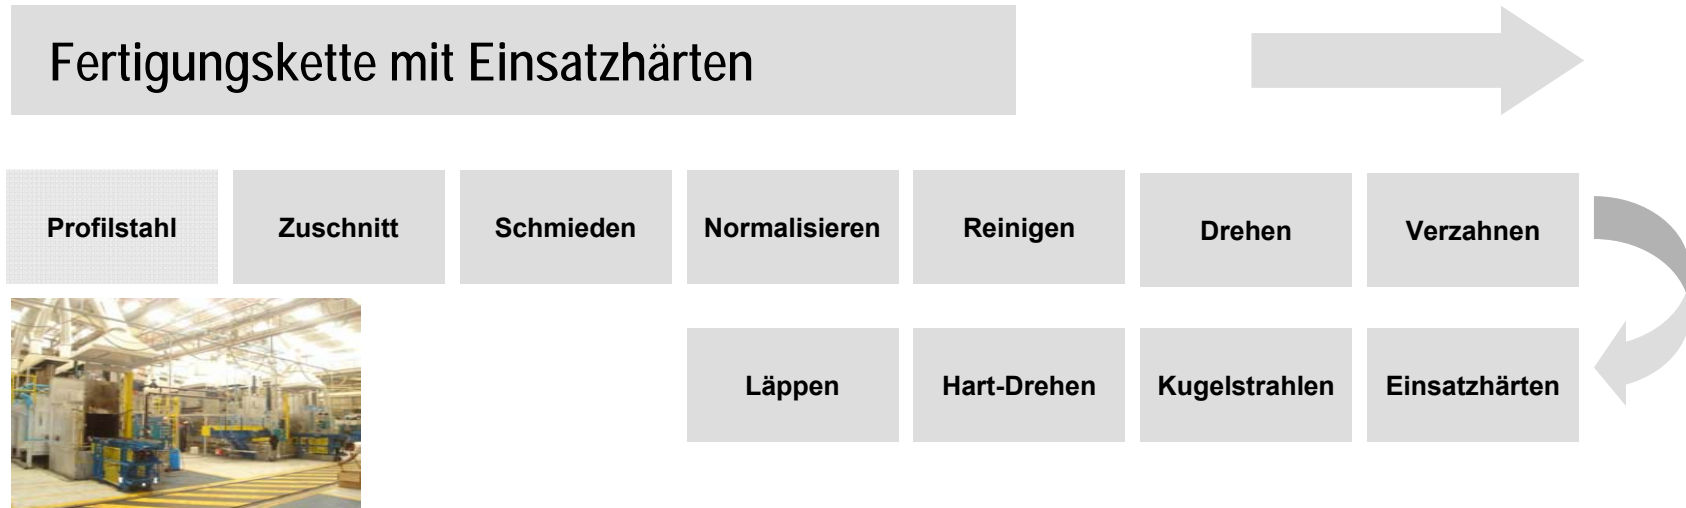 Fertigungskette mit Einsatzhärten
Profilstahl
Zuschnitt
Schmieden
Normalisieren
Reinigen
Drehen
Verzahnen
Läppen
Hart-Drehen
Kugelstrahlen
Einsatzhärten